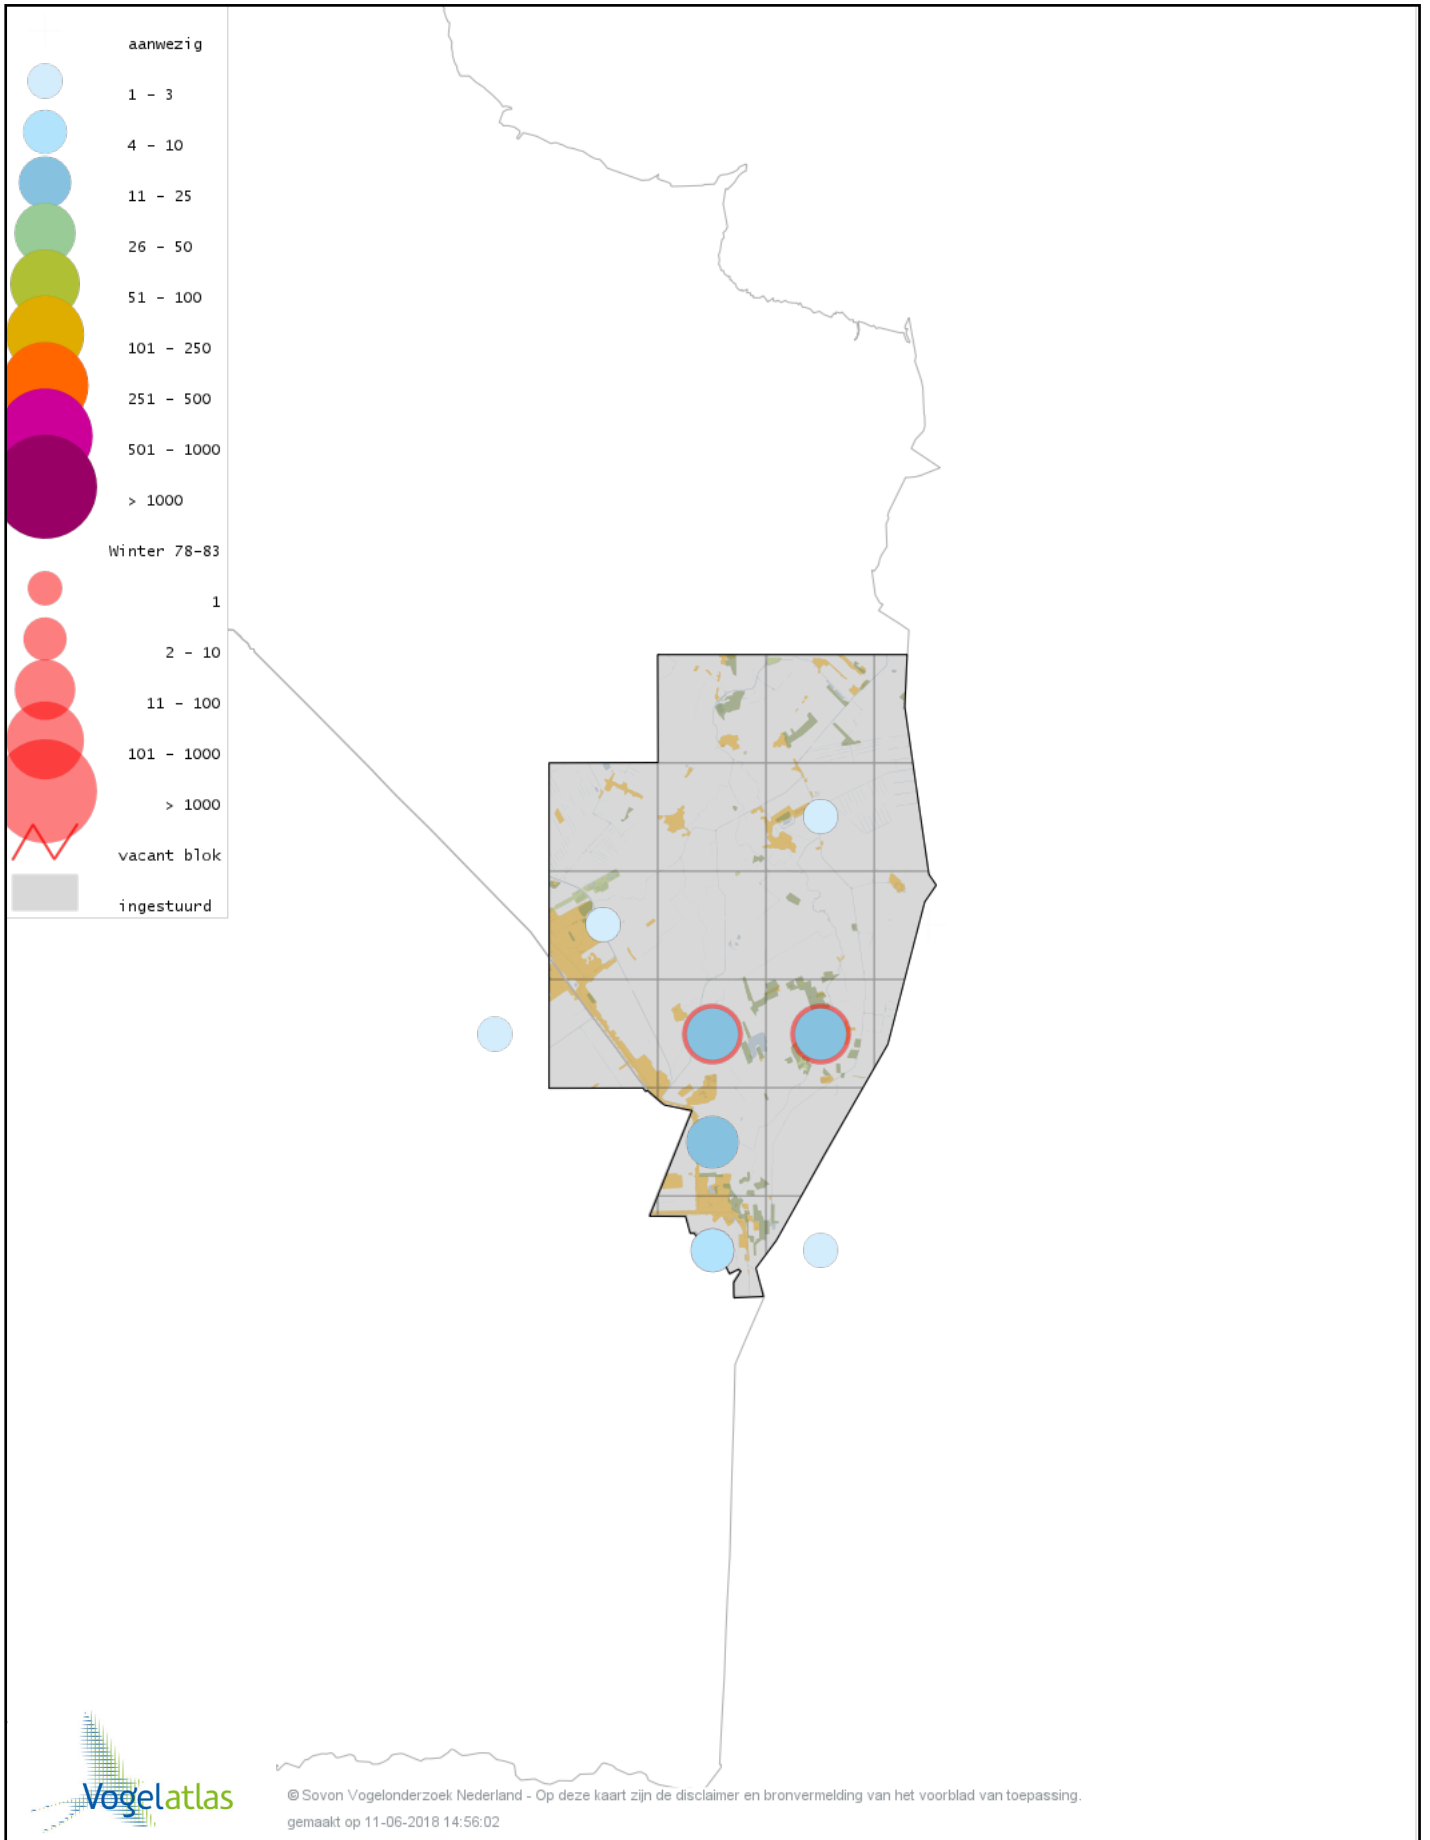 aanwezig
1 - 3
4 - 10
11 - 25
26 - 50
51 - 100
101 - 250
251 - 500
501 - 1000
> 1000
Winter 78-83
1
2 - 10
11 - 100
101 - 1000
> 1000
vacant blok
ingestuurd
Vogelatlas
© Sovon Vogelonderzoek Nederland - Op deze kaart zijn de disclaimer en bronvermelding van het voorblad van toepassing.
gemaakt op 11-06-2018 14:56:02